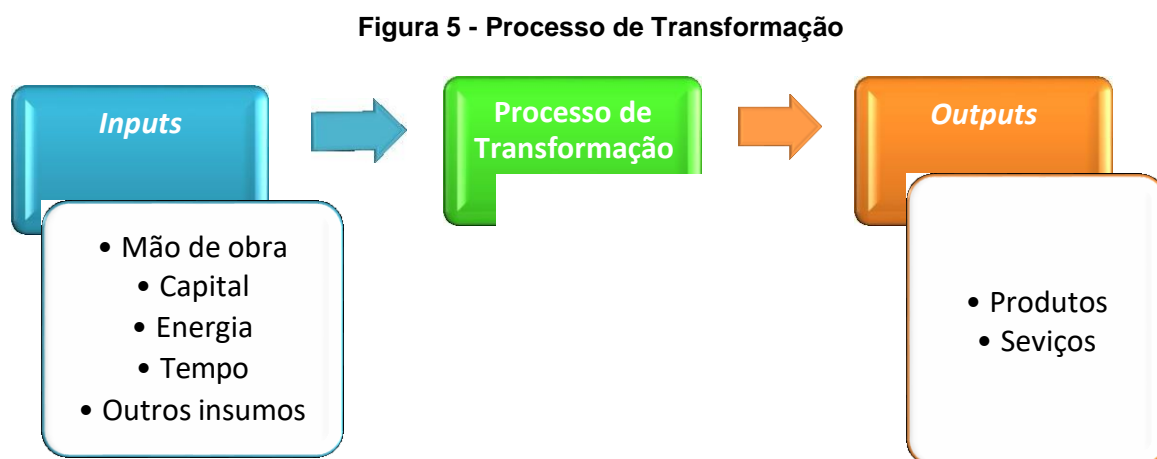 Figura 5 - Processo de Transformação
Inputs
• Mão de obra
• Capital
• Energia
• Tempo
• Outros insumos
Processo de
Transformação
Outputs
• Produtos
• Seviços